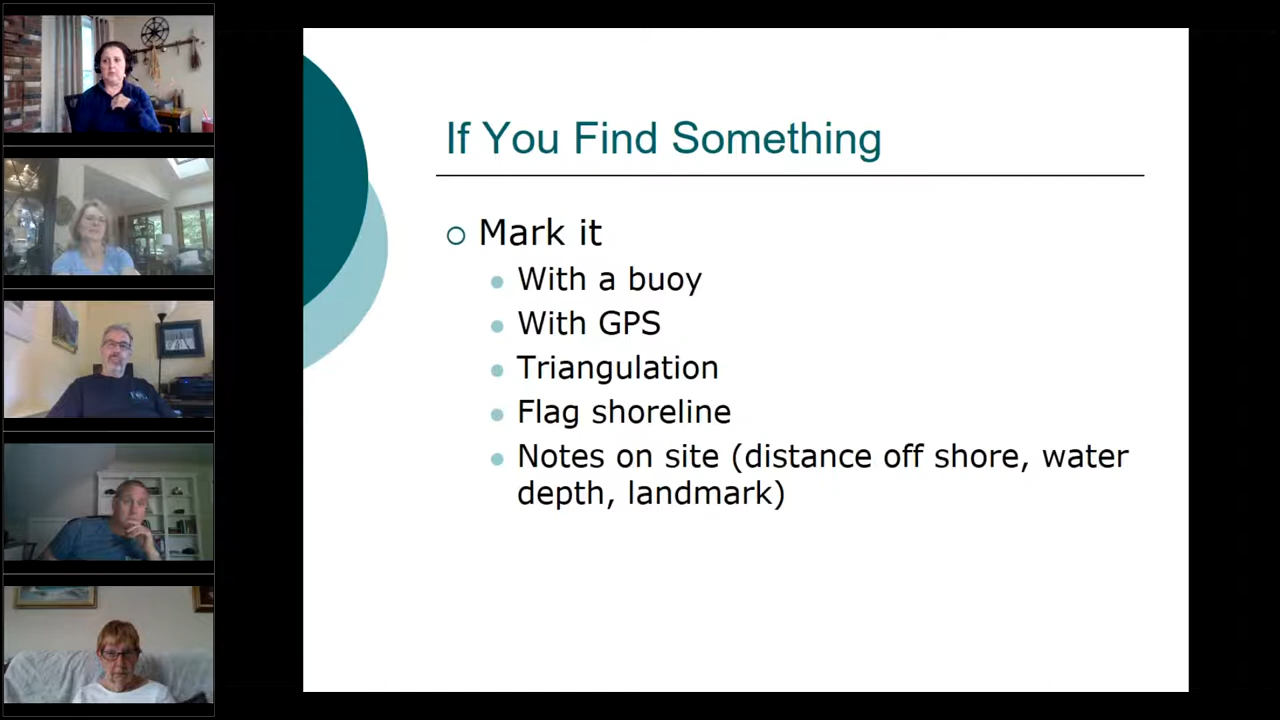 If You Find Something
Mark it
With a buoy
With GPS
Triangulation
Flag shoreline
Notes on site (distance off shore, water
depth, landmark)